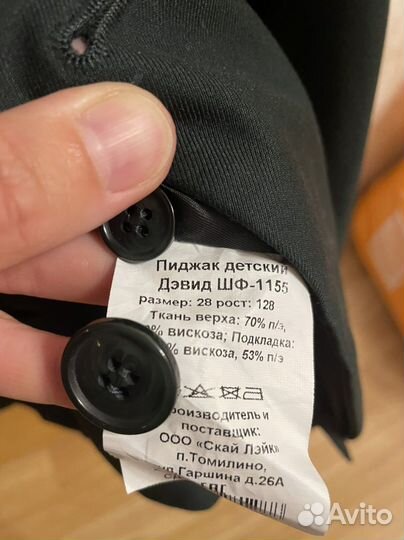 Пиджак детский
Дэвид ШФ-1155
размер: 28 рост: 128
Ткань верха: 70% п/э,
% вискоза; Подкладка:
% вискоза, 53% п/э
производитель и
поставщик:
ООО «Скай Лэйк»
п.Томилино,
Гаршина д.26А
Avito